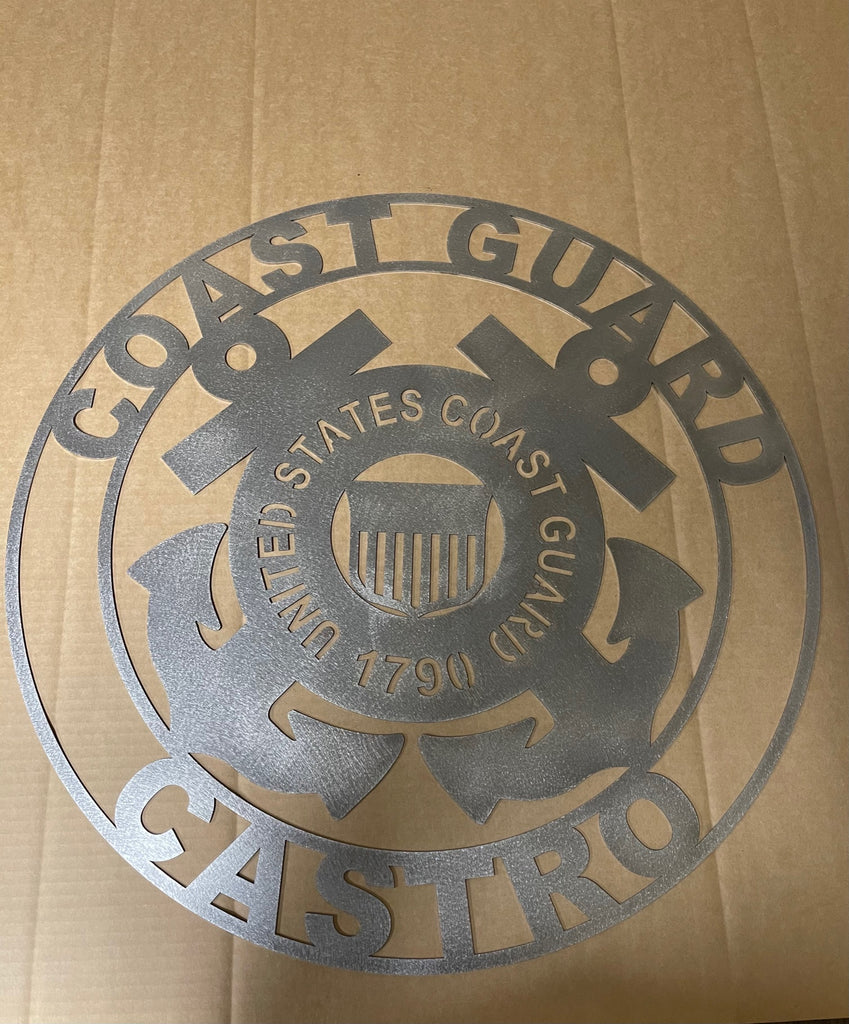 COAST GUARD
UNITED STATES COAST GUARD
1790
CASTRO